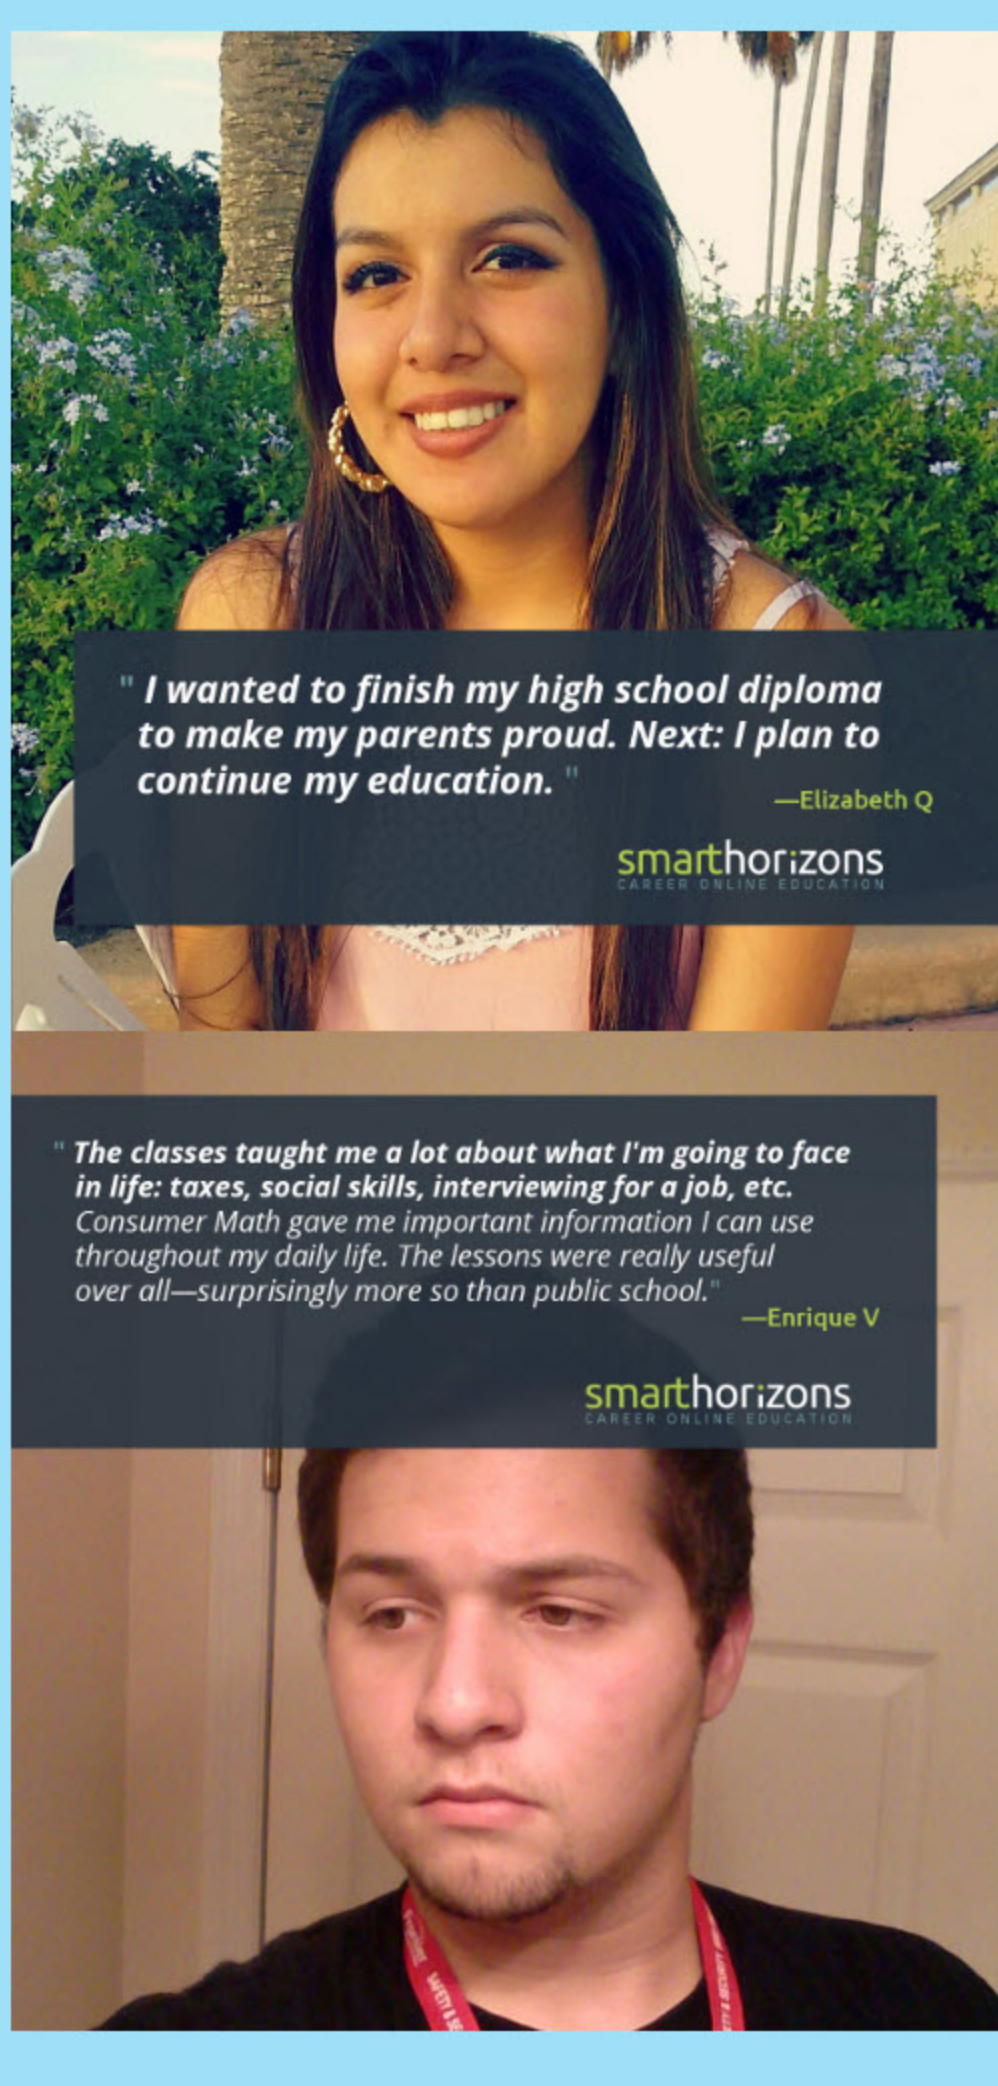 " I wanted to finish my high school diploma
to make my parents proud. Next: I plan to
continue my education. "
—Elizabeth Q
smarthorizons
CAREER ONLINE EDUCATION
" The classes taught me a lot about what I'm going to face
in life: taxes, social skills, interviewing for a job, etc.
Consumer Math gave me important information I can use
throughout my daily life. The lessons were really useful
over all—surprisingly more so than public school."
—Enrique V
smarthorizons
CAREER ONLINE EDUCATION
SAFETY & SE